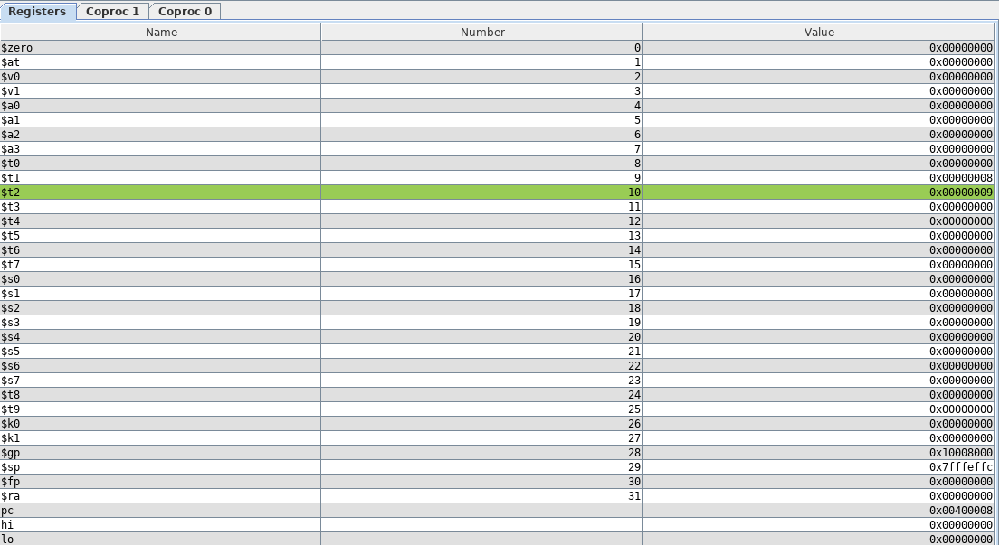 Registers Coproc 1 Coproc 0
Name Number Value
$zero 0 0x00000000
$at 1 0x00000000
$v0 2 0x00000000
$v1 3 0x00000000
$a0 4 0x00000000
$a1 5 0x00000000
$a2 6 0x00000000
$a3 7 0x00000000
$t0 8 0x00000000
$t1 9 0x00000008
$t2 10 0x00000009
$t3 11 0x00000000
$t4 12 0x00000000
$t5 13 0x00000000
$t6 14 0x00000000
$t7 15 0x00000000
$s0 16 0x00000000
$s1 17 0x00000000
$s2 18 0x00000000
$s3 19 0x00000000
$s4 20 0x00000000
$s5 21 0x00000000
$s6 22 0x00000000
$s7 23 0x00000000
$t8 24 0x00000000
$t9 25 0x00000000
$k0 26 0x00000000
$k1 27 0x00000000
$gp 28 0x10008000
$sp 29 0x7fffeffc
$fp 30 0x00000000
$ra 31 0x00000000
pc 0x00400008
hi 0x00000000
lo 0x00000000